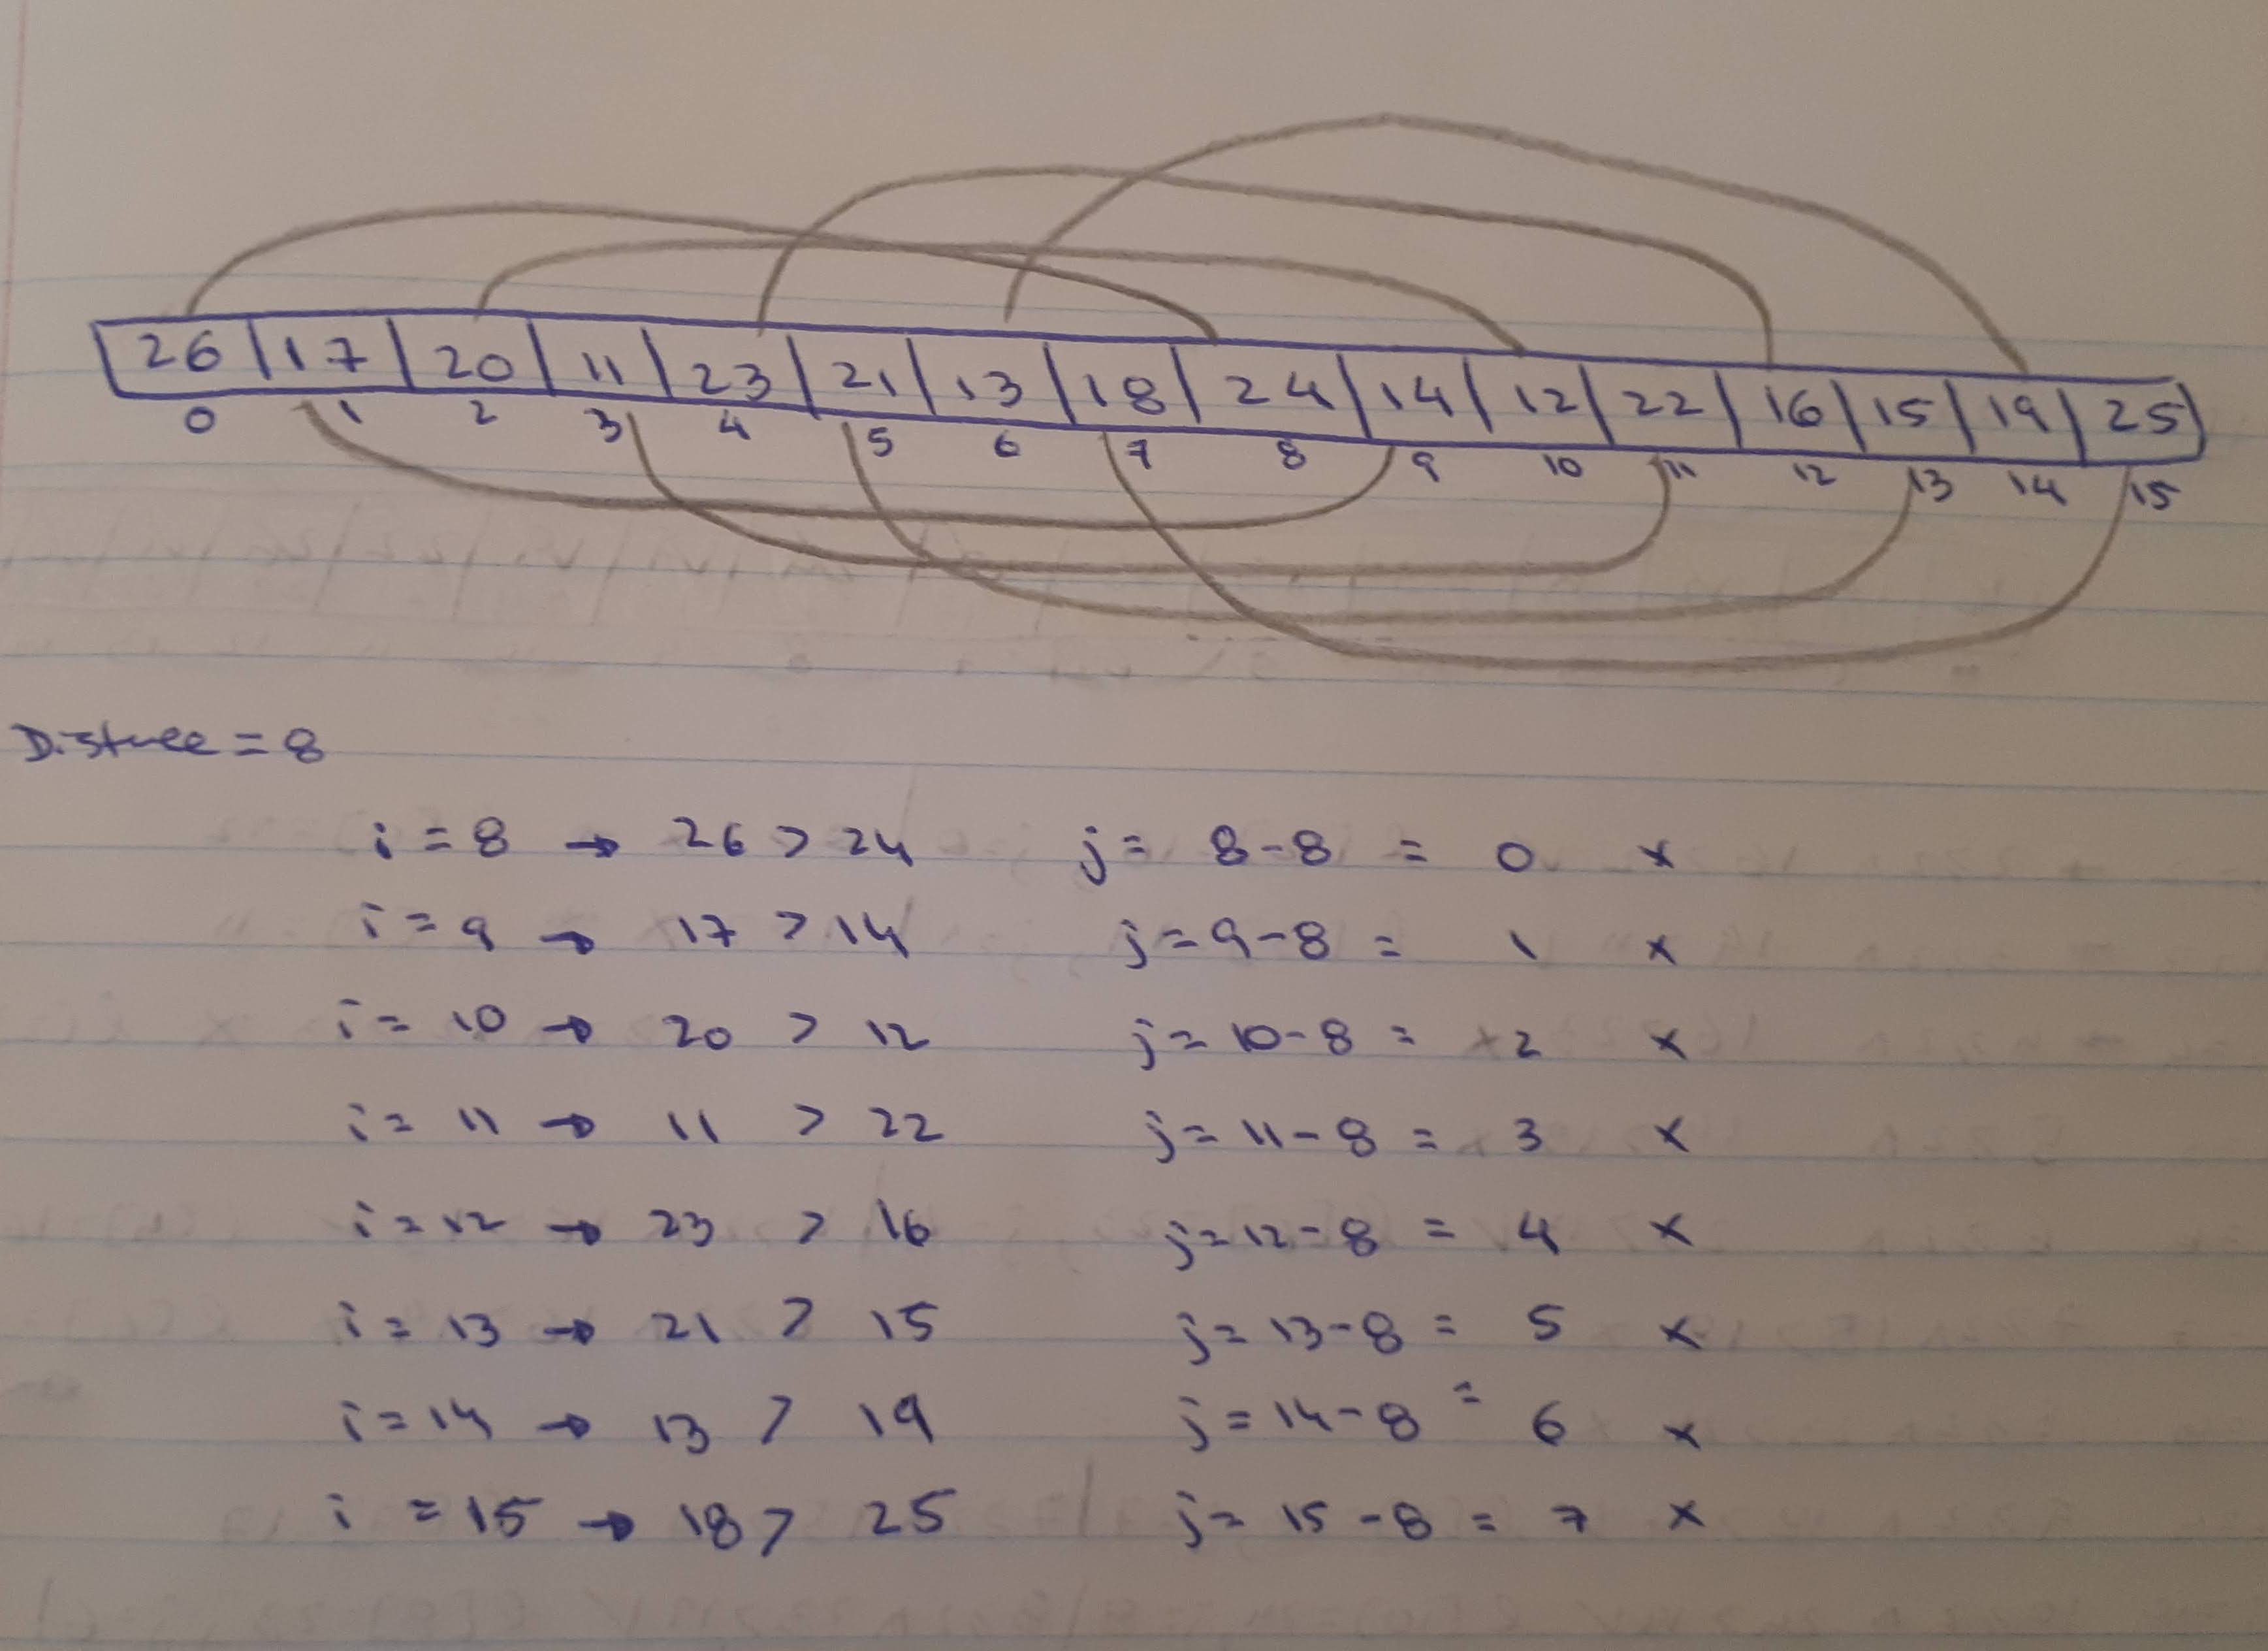 26 | 17 | 20 | 11 | 23 | 21 | 13 | 18 | 24 | 14 | 12 | 22 | 16 | 15 | 19 | 25
0 1 2 3 4 5 6 7 8 9 10 11 12 13 14 15
Distnce = 8
i = 8 → 26 > 24 j = 8-8 = 0 x
i = 9 → 17 > 14 j = 9-8 = 1 x
i = 10 → 20 > 12 j = 10-8 = 2 x
i = 11 → 11 > 22 j = 11-8 = 3 x
i = 12 → 23 > 16 j = 12-8 = 4 x
i = 13 → 21 > 15 j = 13-8 = 5 x
i = 14 → 13 > 19 j = 14-8 = 6 x
i = 15 → 18 > 25 j = 15-8 = 7 x